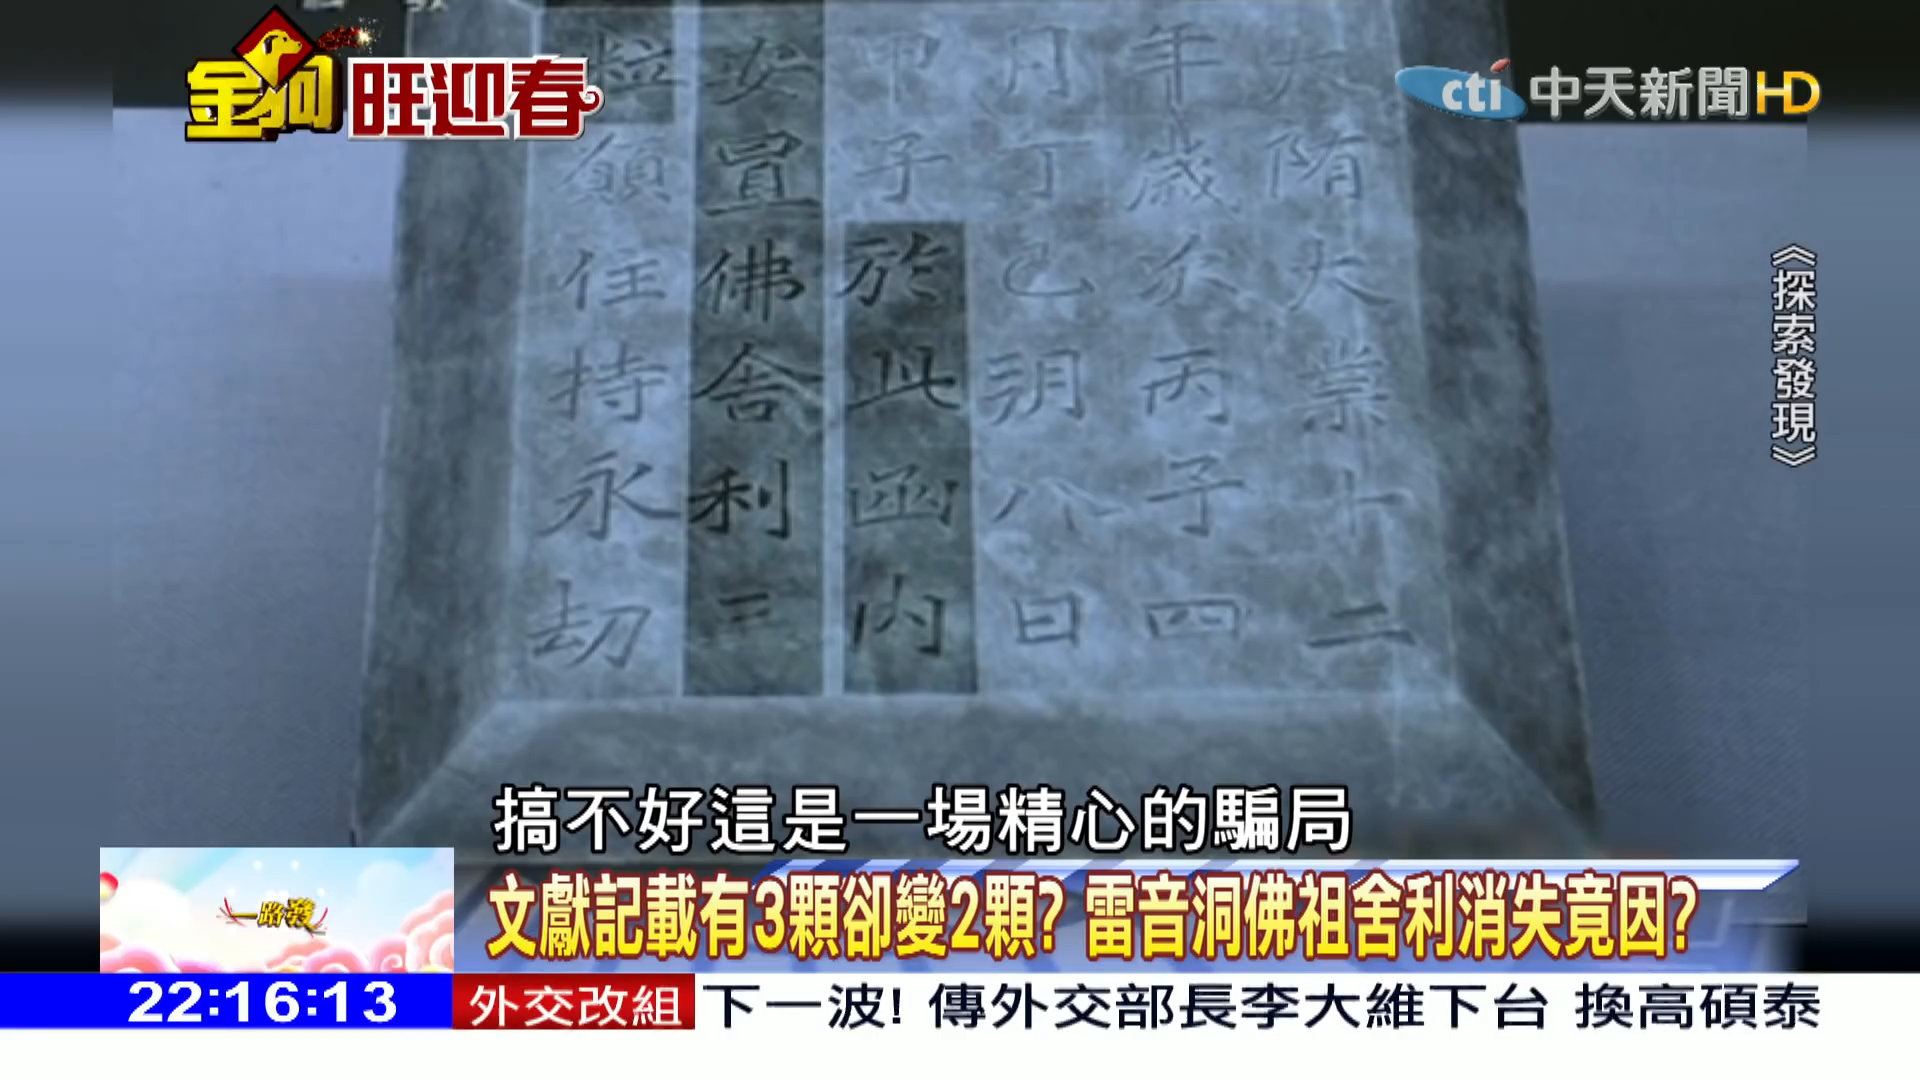 金狗
旺迎春
cti 中天新聞HD
《探索發現》
大隋大業十二
年歲次丙子四
月丁巳朔八日
甲子於此函內
安置佛舍利三
粒願住持永劫
搞不好這是一場精心的騙局
文獻記載有3顆卻變2顆? 雷音洞佛祖舍利消失竟因?
一路發
22:16:13 外交改組 下一波! 傳外交部長李大維下台 換高碩泰